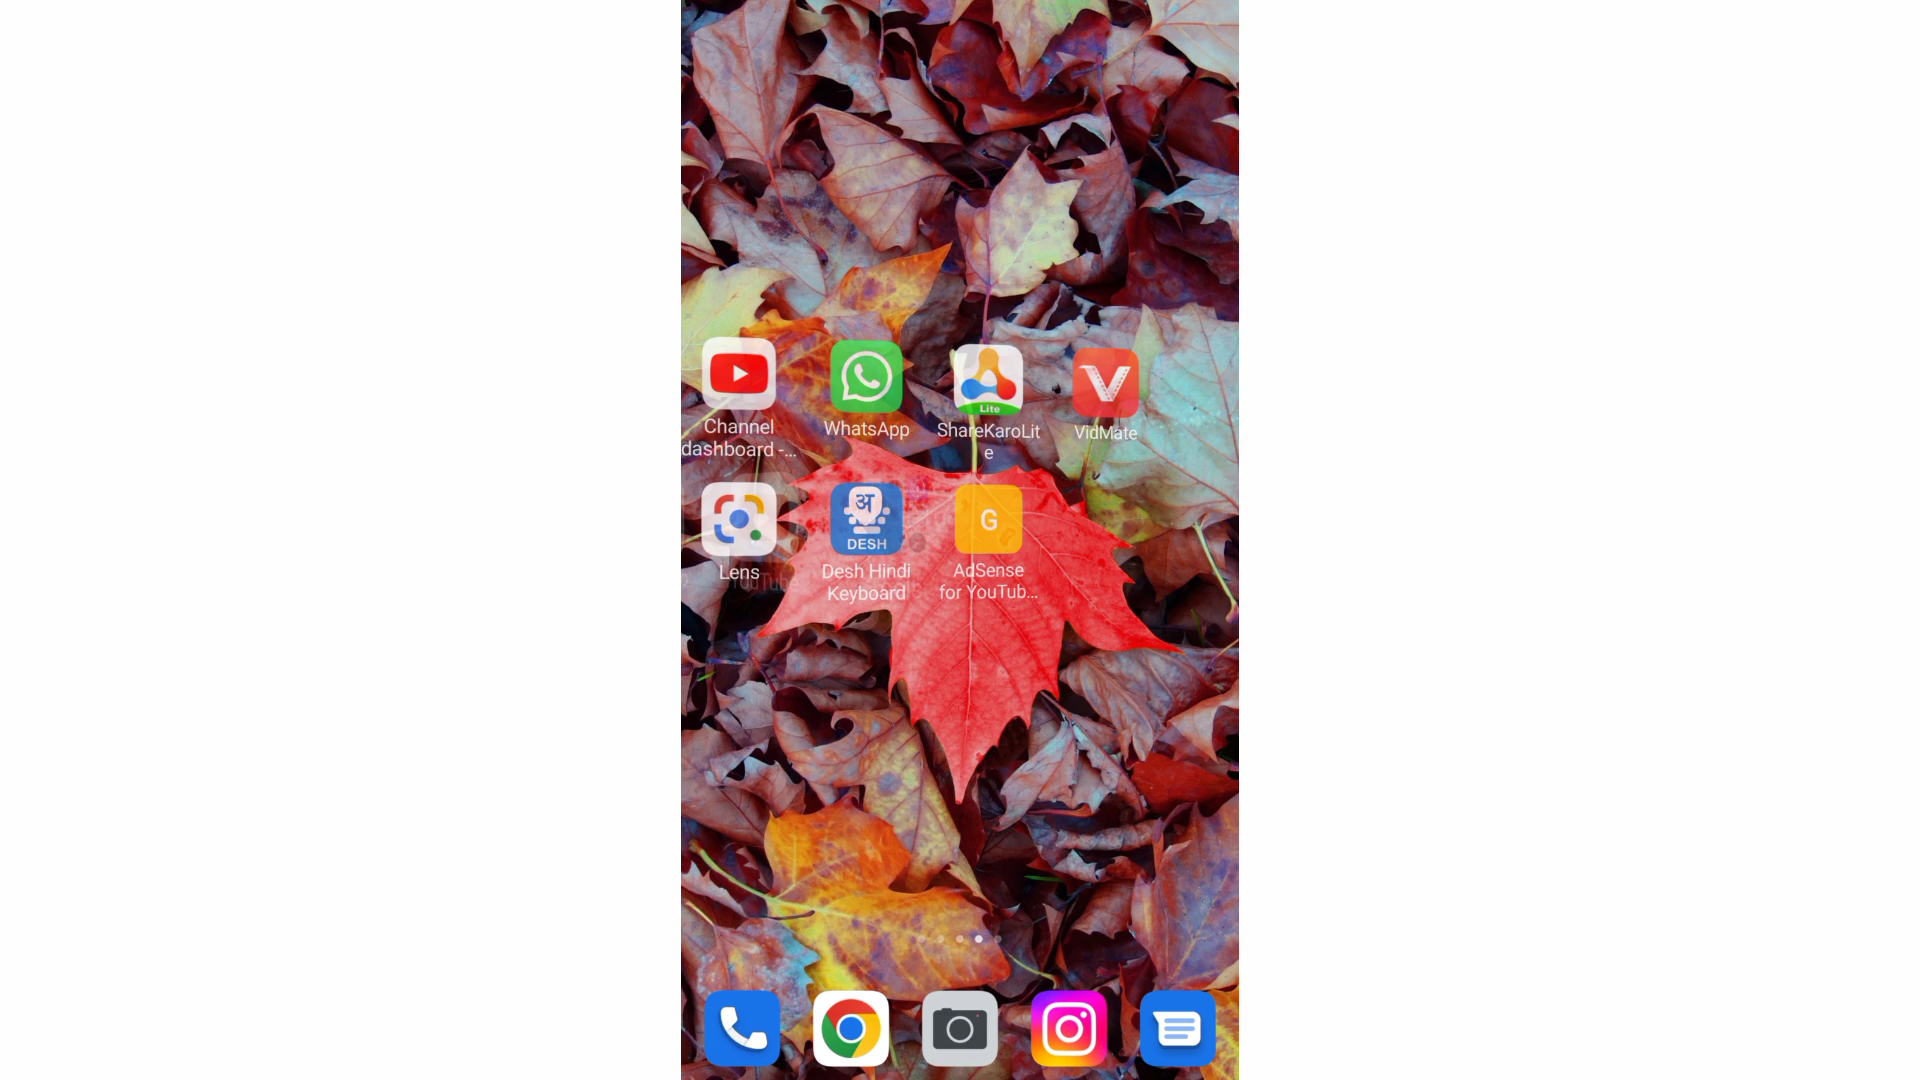 Channel
dashboard -...
WhatsApp
Lite
ShareKaroLit
e
VidMate
Lens
अ
DESH
Desh Hindi
Keyboard
G
AdSense
for YouTub...